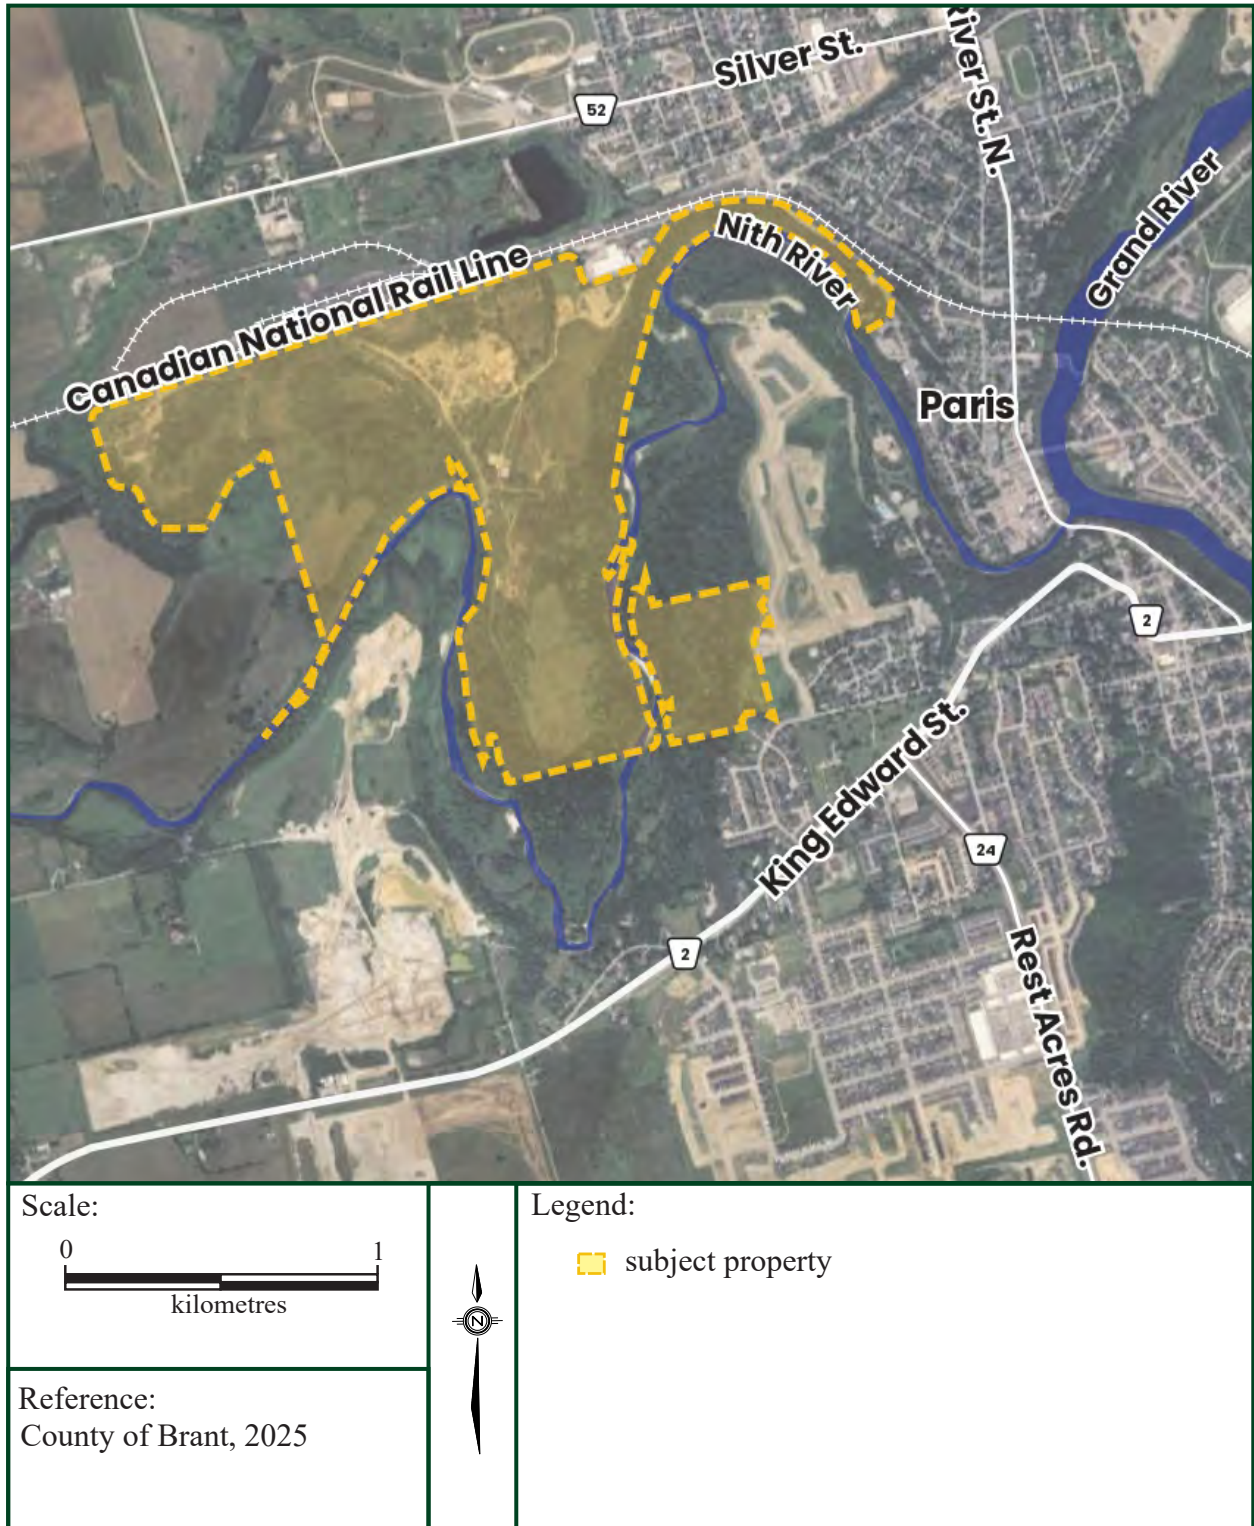 Silver St.
River St. N.
52
Grand River
Nith River
Canadian National Rail Line
Paris
2
King Edward St.
24
2
Rest Acres Rd.
Scale:
0 1
kilometres
N
Legend:
subject property
Reference:
County of Brant, 2025